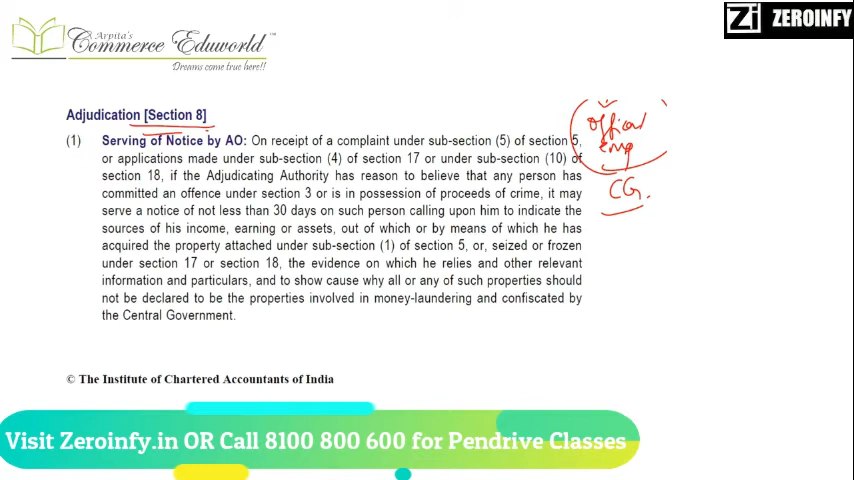 Arpita's
Commerce Eduworld ™
Dreams come true here!!
Zi ZEROINFY
Adjudication [Section 8]
(1) Serving of Notice by AO: On receipt of a complaint under sub-section (5) of section 5,
or applications made under sub-section (4) of section 17 or under sub-section (10) of
section 18, if the Adjudicating Authority has reason to believe that any person has
committed an offence under section 3 or is in possession of proceeds of crime, it may
serve a notice of not less than 30 days on such person calling upon him to indicate the
sources of his income, earning or assets, out of which or by means of which he has
acquired the property attached under sub-section (1) of section 5, or, seized or frozen
under section 17 or section 18, the evidence on which he relies and other relevant
information and particulars, and to show cause why all or any of such properties should
not be declared to be the properties involved in money-laundering and confiscated by
the Central Government.
CG.
© The Institute of Chartered Accountants of India
Visit Zeroinfy.in OR Call 8100 800 600 for Pendrive Classes